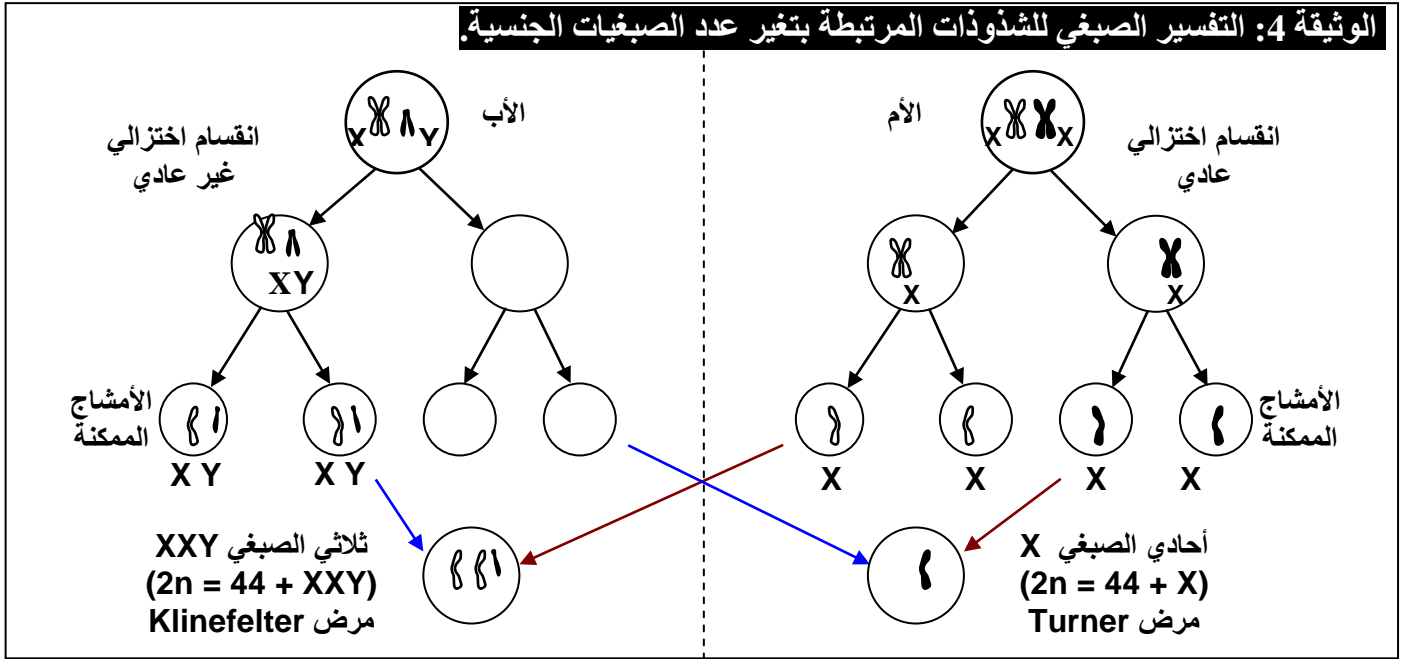 الوثيقة 4: التفسير الصبغي للشذوذات المرتبطة بتغير عدد الصبغيات الجنسية.
الأم
X
X
انقسام اختزالي
عادي
الأب
X
Y
انقسام اختزالي
غير عادي
X
X
XY
الأمشاج
الممكنة
X
X
X
X
الأمشاج
الممكنة
X Y
X Y
أحادي الصبغي X
(2n = 44 + X)
مرض Turner
ثلاثي الصبغي XXY
(2n = 44 + XXY)
مرض Klinefelter